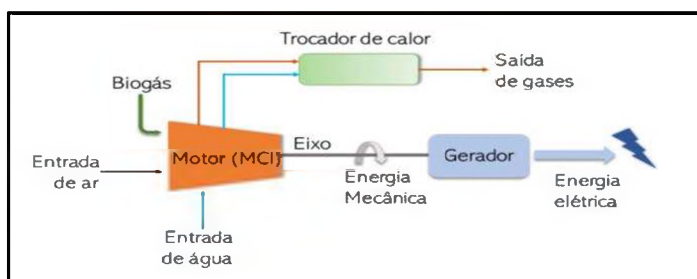 Trocador de calor
Saída
de gases
Biogás
Entrada
de ar
Motor (MCI)
Eixo
Energia
Mecânica
Gerador
Energia
elétrica
Entrada
de água